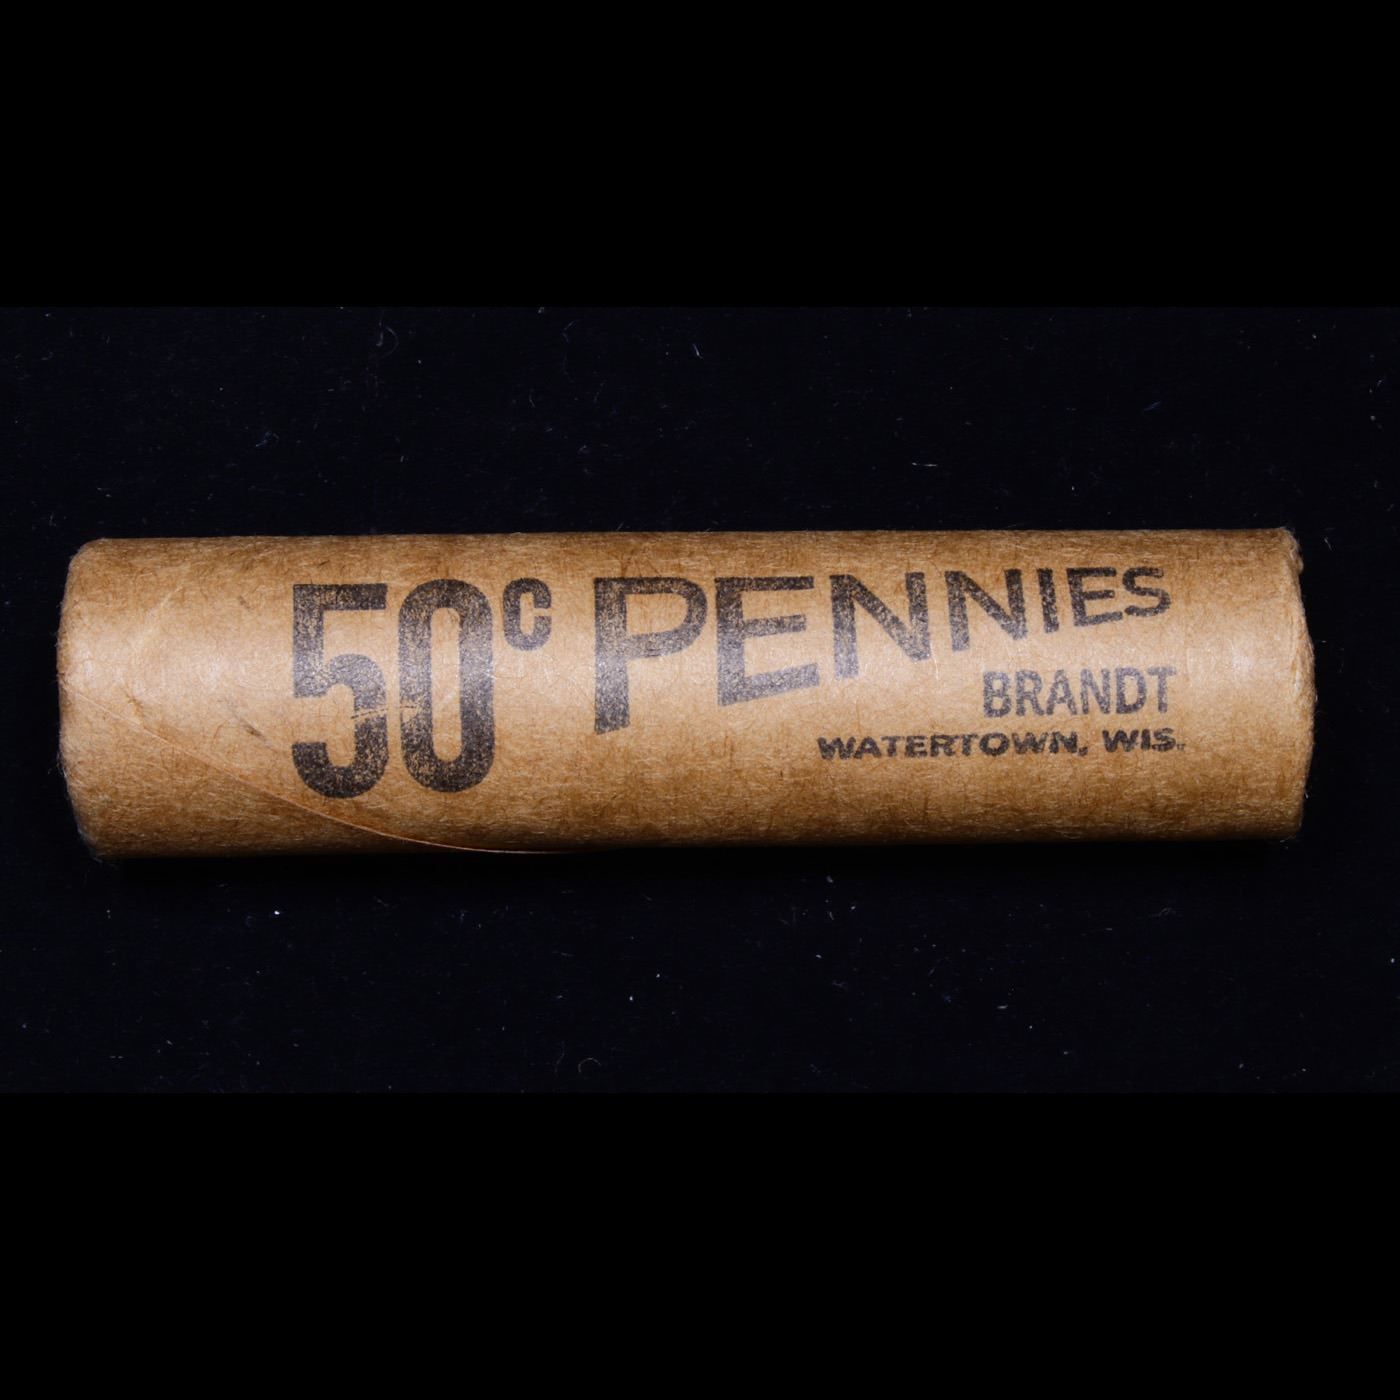 50c PENNIES
BRANDT
WATERTOWN, WIS.